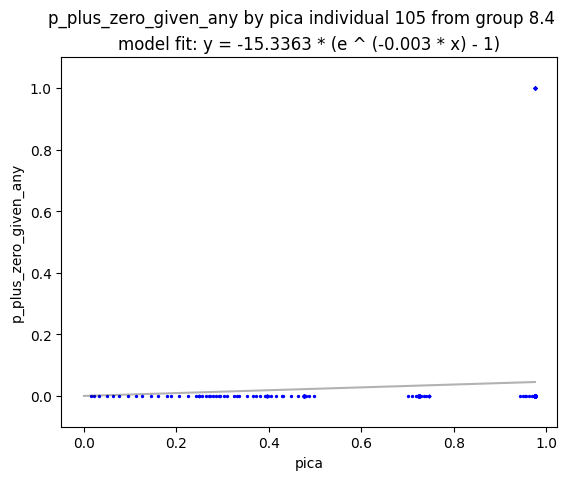 p_plus_zero_given_any by pica individual 105 from group 8.4
model fit: y = -15.3363 * (e ^ (-0.003 * x) - 1)
1.0
0.8
0.6
0.4
0.2
0.0
p_plus_zero_given_any
0.0 0.2 0.4 0.6 0.8 1.0
pica